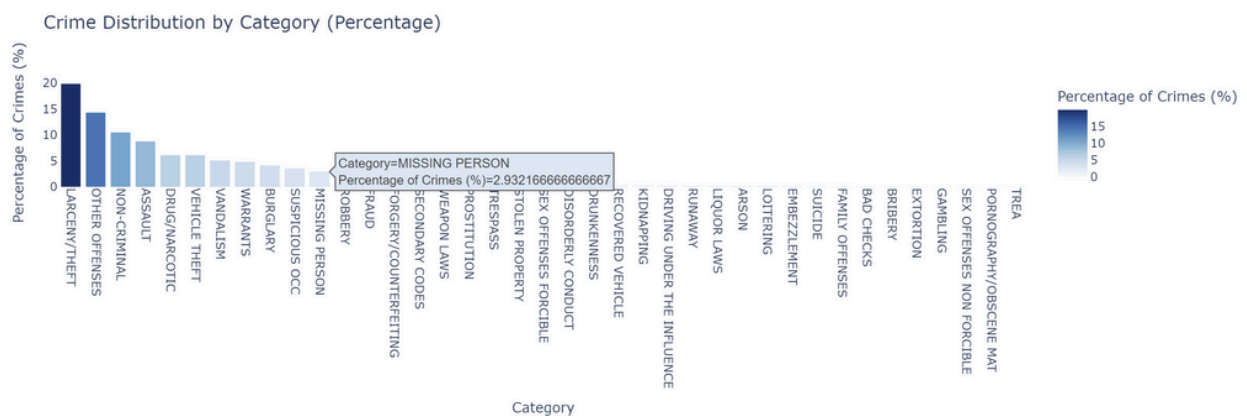 Crime Distribution by Category (Percentage)
Percentage of Crimes (%)
20
15
10
5
0
Category=MISSING PERSON
Percentage of Crimes (%)=2.932166666666667
LARCENY/THEFT
OTHER OFFENSES
NON-CRIMINAL
ASSAULT
DRUG/NARCOTIC
VEHICLE THEFT
VANDALISM
WARRANTS
BURGLARY
SUSPICIOUS OCC
MISSING PERSON
ROBBERY
FRAUD
FORGERY/COUNTERFEITING
SECONDARY CODES
WEAPON LAWS
PROSTITUTION
TRESPASS
STOLEN PROPERTY
SEX OFFENSES FORCIBLE
DISORDERLY CONDUCT
DRUNKENNESS
RECOVERED VEHICLE
KIDNAPPING
DRIVING UNDER THE INFLUENCE
RUNAWAY
LIQUOR LAWS
ARSON
LOITERING
EMBEZZLEMENT
SUICIDE
FAMILY OFFENSES
BAD CHECKS
BRIBERY
EXTORTION
GAMBLING
SEX OFFENSES NON FORCIBLE
PORNOGRAPHY/OBSCENE MAT
TREA
Category
Percentage of Crimes (%)
15
10
5
0